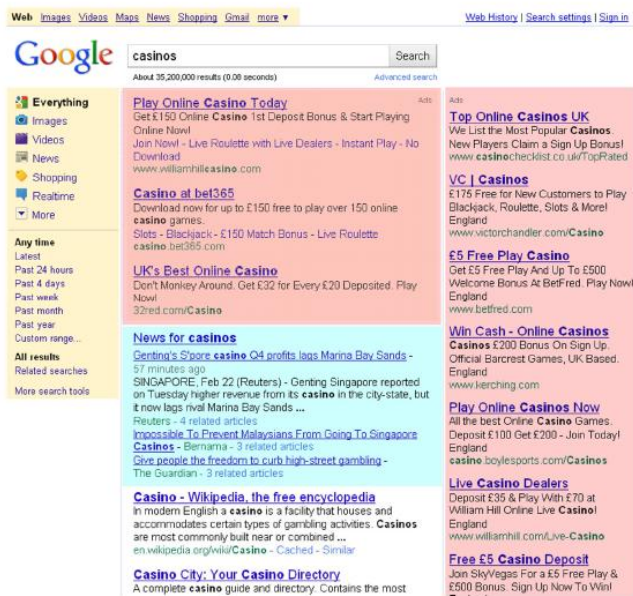 Web Images Videos Maps News Shopping Gmail more ▼
Web History | Search settings | Sign in
Google
casinos
Search
About 35,200,000 results (0.08 seconds)
Advanced search
Everything
Images
Videos
News
Shopping
Realtime
More
Any time
Latest
Past 24 hours
Past 4 days
Past week
Past month
Past year
Custom range...
All results
Related searches
More search tools
Ads
Play Online Casino Today
Get £150 Online Casino 1st Deposit Bonus & Start Playing
Online Now!
Join Now! - Live Roulette with Live Dealers - Instant Play - No
Download
www.williamhillcasino.com
Casino at bet365
Download now for up to £150 free to play over 150 online
casino games.
Slots - Blackjack - £150 Match Bonus - Live Roulette
casino.bet365.com
UK's Best Online Casino
Don't Monkey Around. Get £32 for Every £20 Deposited. Play
Now!
32red.com/Casino
News for casinos
Genting's S'pore casino Q4 profits lags Marina Bay Sands -
57 minutes ago
SINGAPORE, Feb 22 (Reuters) - Genting Singapore reported
on Tuesday higher revenue from its casino in the city-state, but
it now lags rival Marina Bay Sands ...
Reuters - 4 related articles
Impossible To Prevent Malaysians From Going To Singapore
Casinos - Bernama - 3 related articles
Give people the freedom to curb high-street gambling -
The Guardian - 3 related articles
Casino - Wikipedia, the free encyclopedia
In modern English a casino is a facility that houses and
accommodates certain types of gambling activities. Casinos
are most commonly built near or combined ...
en.wikipedia.org/wiki/Casino - Cached - Similar
Casino City: Your Casino Directory
A complete casino guide and directory. Contains the most
Ads
Top Online Casinos UK
We List the Most Popular Casinos.
New Players Claim a Sign Up Bonus!
www.casinochecklist.co.uk/TopRated
VC | Casinos
£175 Free for New Customers to Play
Blackjack, Roulette, Slots & More!
England
www.victorchandler.com/Casino
£5 Free Play Casino
Get £5 Free Play And Up To £500
Welcome Bonus At BetFred. Play Now!
England
www.betfred.com
Win Cash - Online Casinos
Casinos £200 Bonus On Sign Up.
Official Barcrest Games, UK Based.
England
www.kerching.com
Play Online Casinos Now
All the best Online Casino Games.
Deposit £100 Get £200 - Join Today!
England
casino.boylesports.com/Casinos
Live Casino Dealers
Deposit £35 & Play With £70 at
William Hill Online Live Casino!
England
www.williamhill.com/Live-Casino
Free £5 Casino Deposit
Join SkyVegas For a £5 Free Play &
£500 Bonus. Sign Up Now To Win!